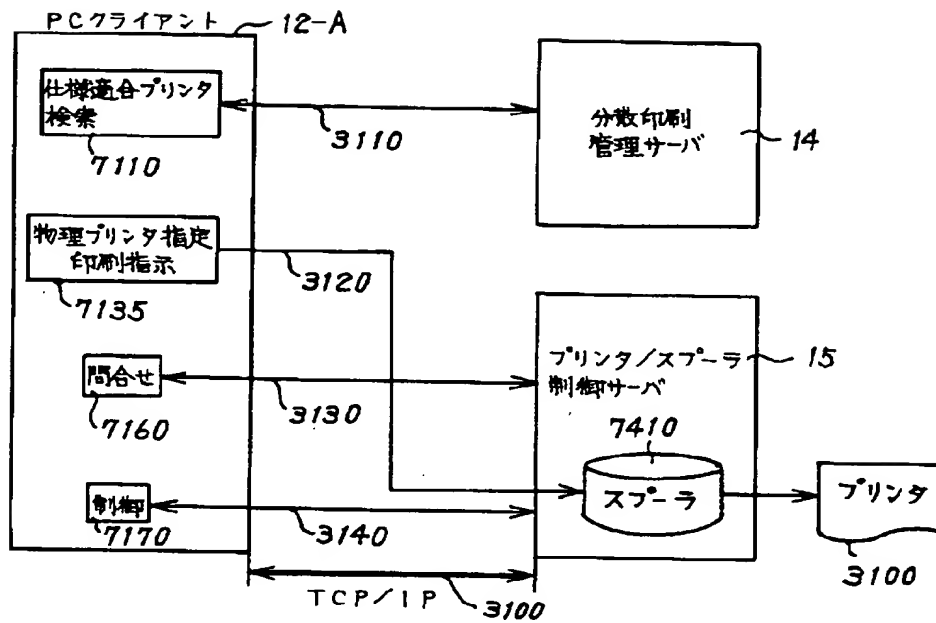 PCクライアント
12-A
仕様適合プリンタ
検索
7110
3110
分散印刷
管理サーバ
14
物理プリンタ指定
印刷指示
7135
3120
プリンタ/スプーラ
制御サーバ
15
問合せ
7160
3130
7410
スプーラ
プリンタ
3100
制御
7170
3140
TCP/IP
3100